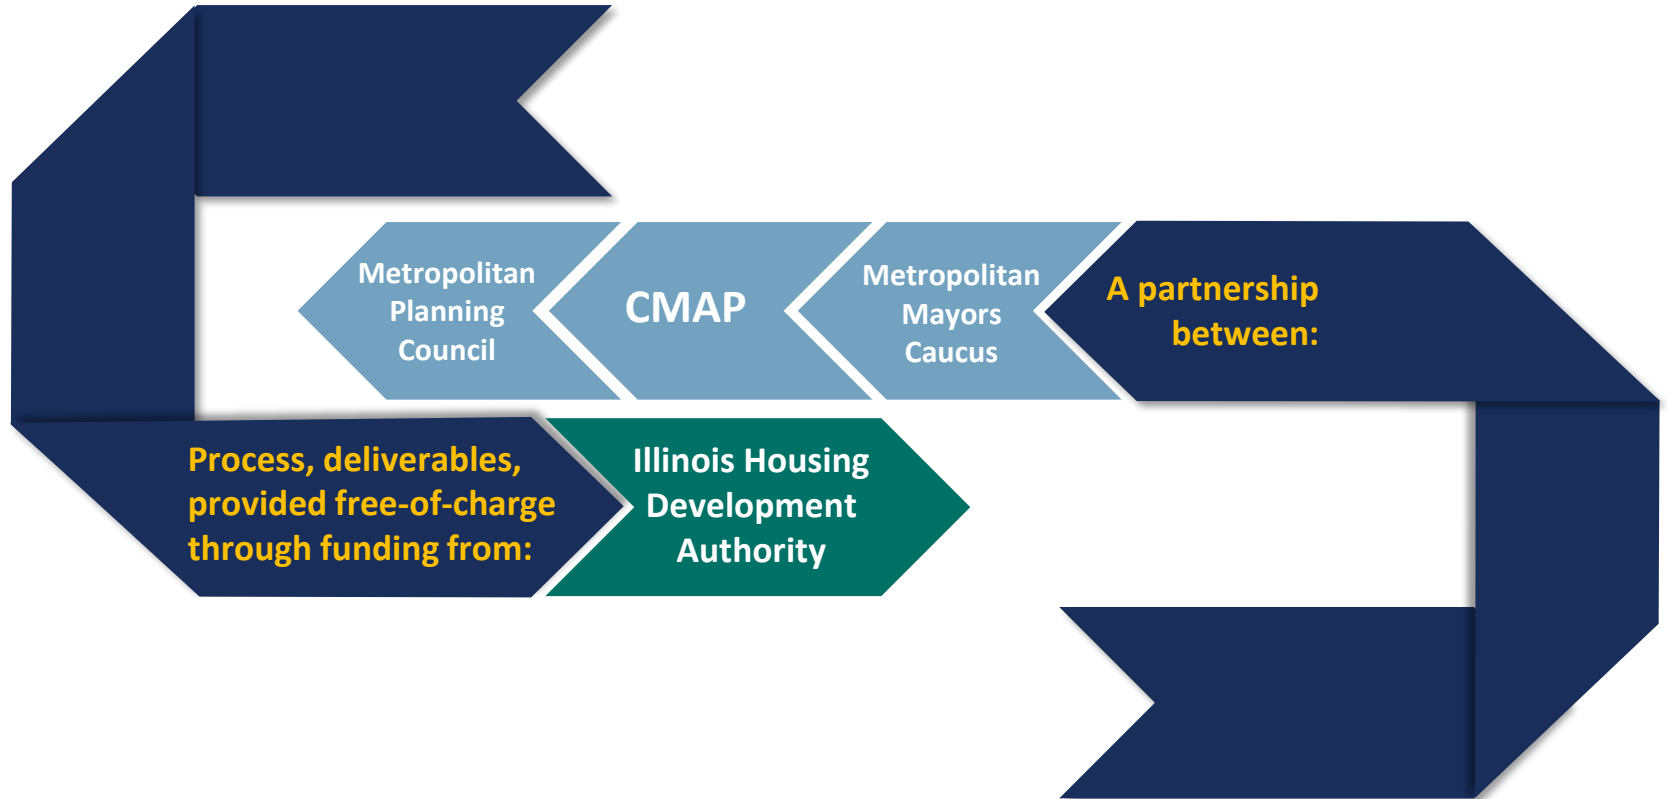 A partnership
between:
Metropolitan
Mayors
Caucus
CMAP
Metropolitan
Planning
Council
Process, deliverables,
provided free-of-charge
through funding from:
Illinois Housing
Development
Authority